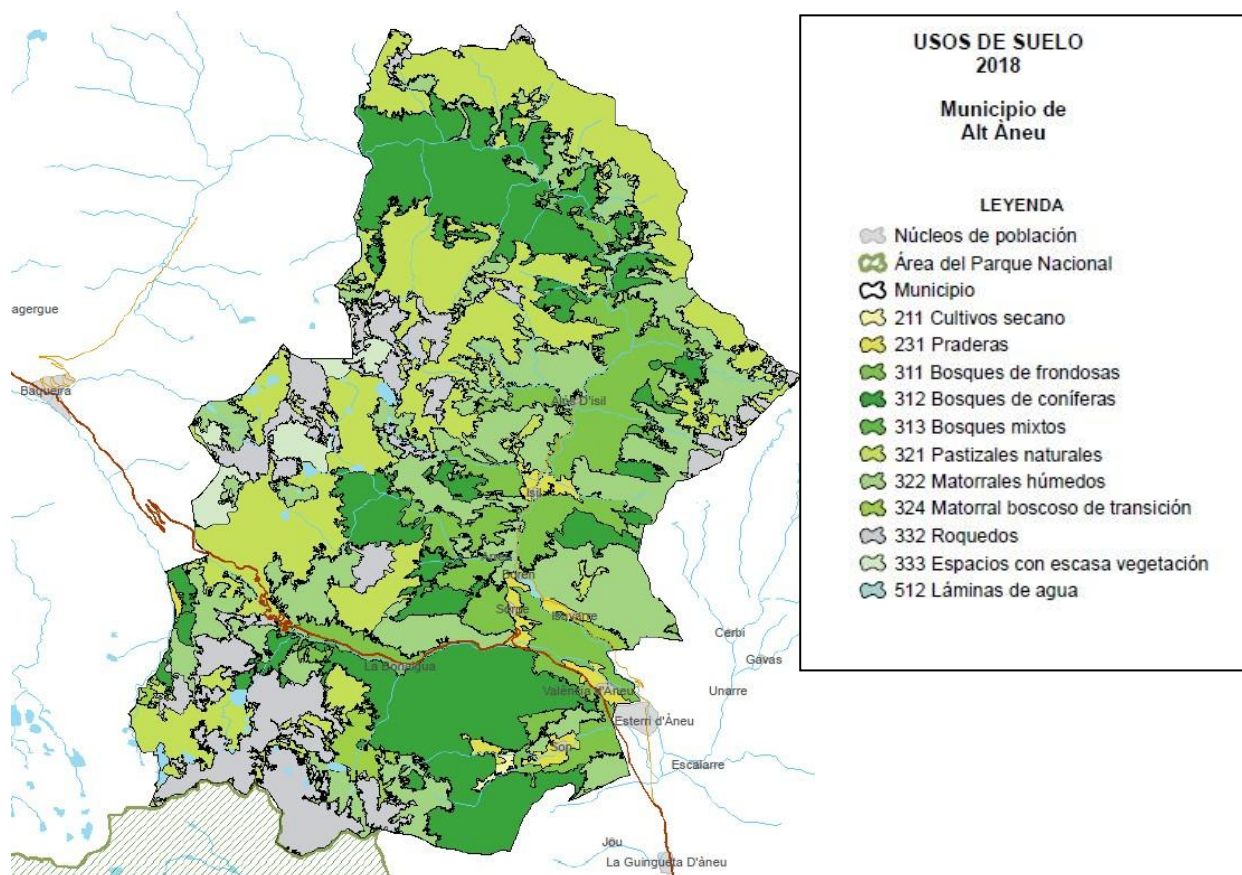 USOS DE SUELO
2018
Municipio de
Alt Àneu
LEYENDA
Núcleos de población
Área del Parque Nacional
Municipio
211 Cultivos secano
231 Praderas
311 Bosques de frondosas
312 Bosques de coníferas
313 Bosques mixtos
321 Pastizales naturales
322 Matorrales húmedos
324 Matorral boscoso de transición
332 Roquedos
333 Espacios con escasa vegetación
512 Láminas de agua
agergue
Baqueira
D'isil
Isil
Borén
Sorpe
Isavarre
La Bonaigua
València d'Àneu
Son
Esterri d'Àneu
Cerbi
Gavas
Unarre
Escalarre
Jou
La Guingueta D'àneu